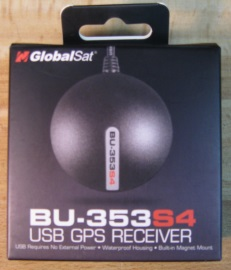 GlobalSat
BU-353S4
BU-353S4
USB GPS RECEIVER
USB Requires No External Power • Waterproof Housing • Built-in Magnet Mount